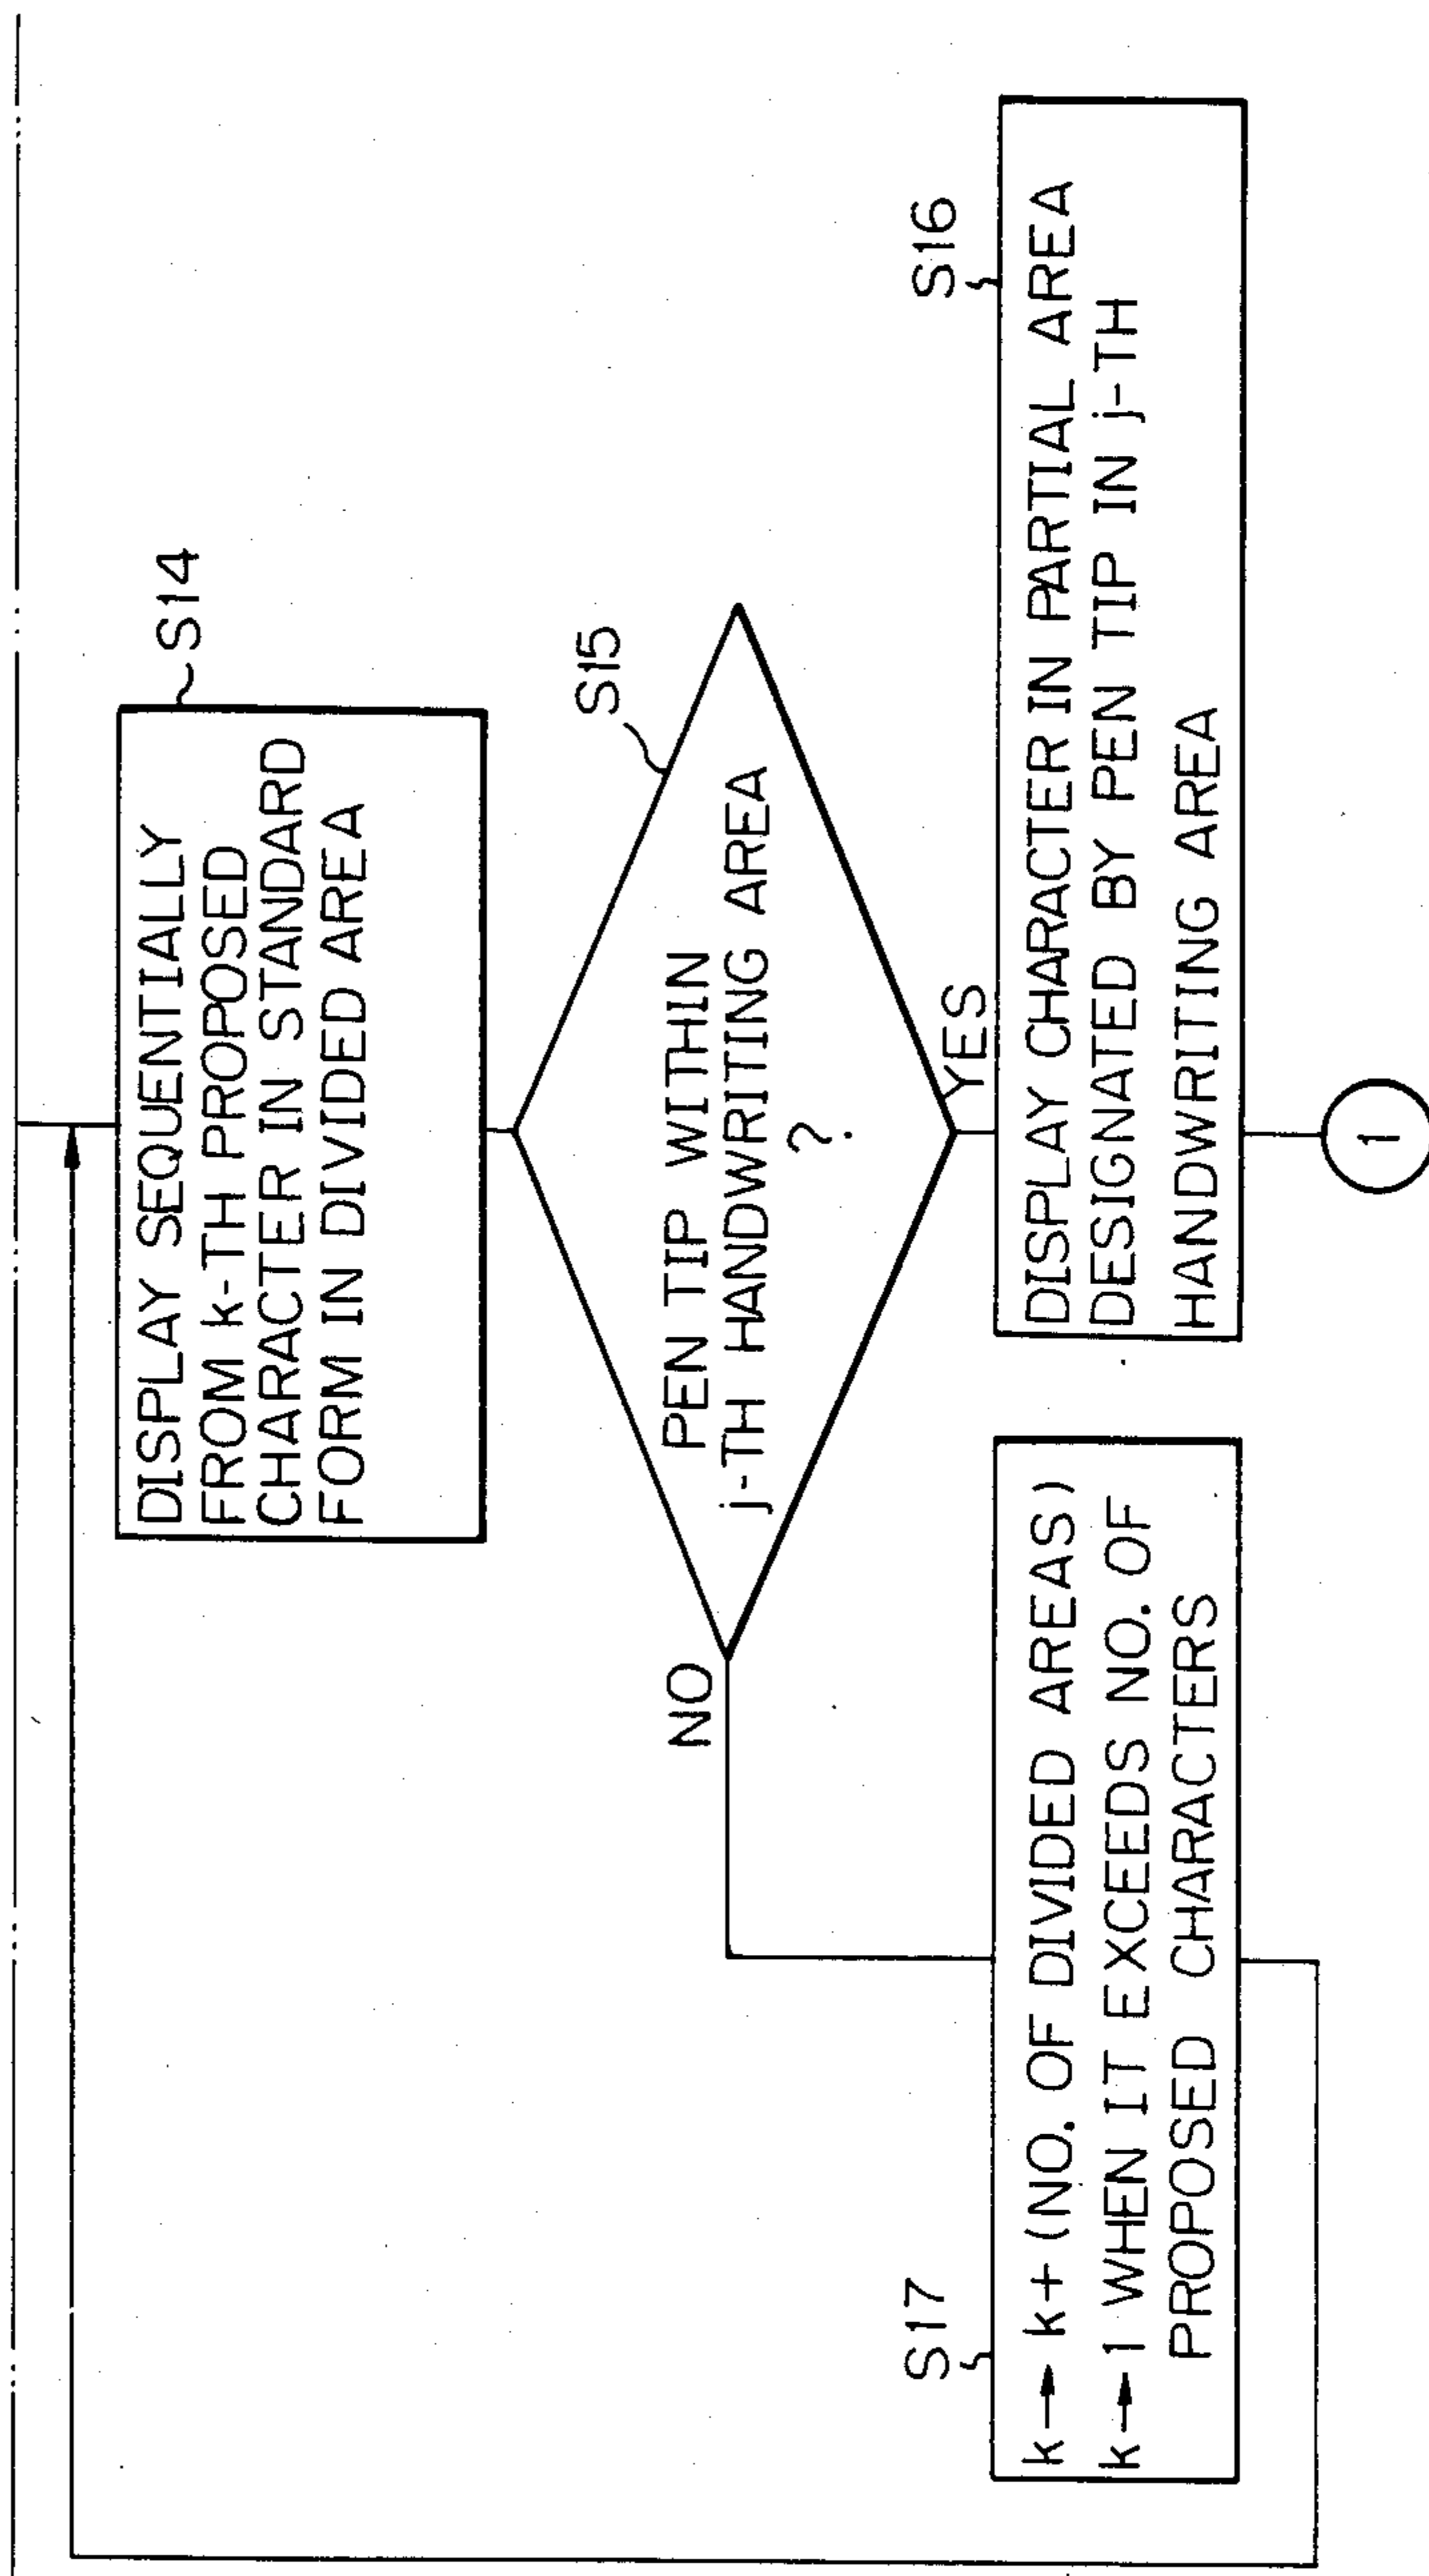 S14
DISPLAY SEQUENTIALLY
FROM k-TH PROPOSED
CHARACTER IN STANDARD
FORM IN DIVIDED AREA
S15
PEN TIP WITHIN
j-TH HANDWRITING AREA
?
NO
YES
S17
k→k+(NO. OF DIVIDED AREAS)
k→1 WHEN IT EXCEEDS NO. OF
PROPOSED CHARACTERS
S16
DISPLAY CHARACTER IN PARTIAL AREA
DESIGNATED BY PEN TIP IN j-TH
HANDWRITING AREA
1